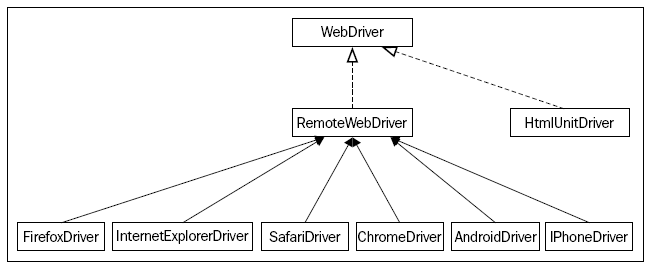 WebDriver
RemoteWebDriver
HtmlUnitDriver
FirefoxDriver
InternetExplorerDriver
SafariDriver
ChromeDriver
AndroidDriver
IPhoneDriver